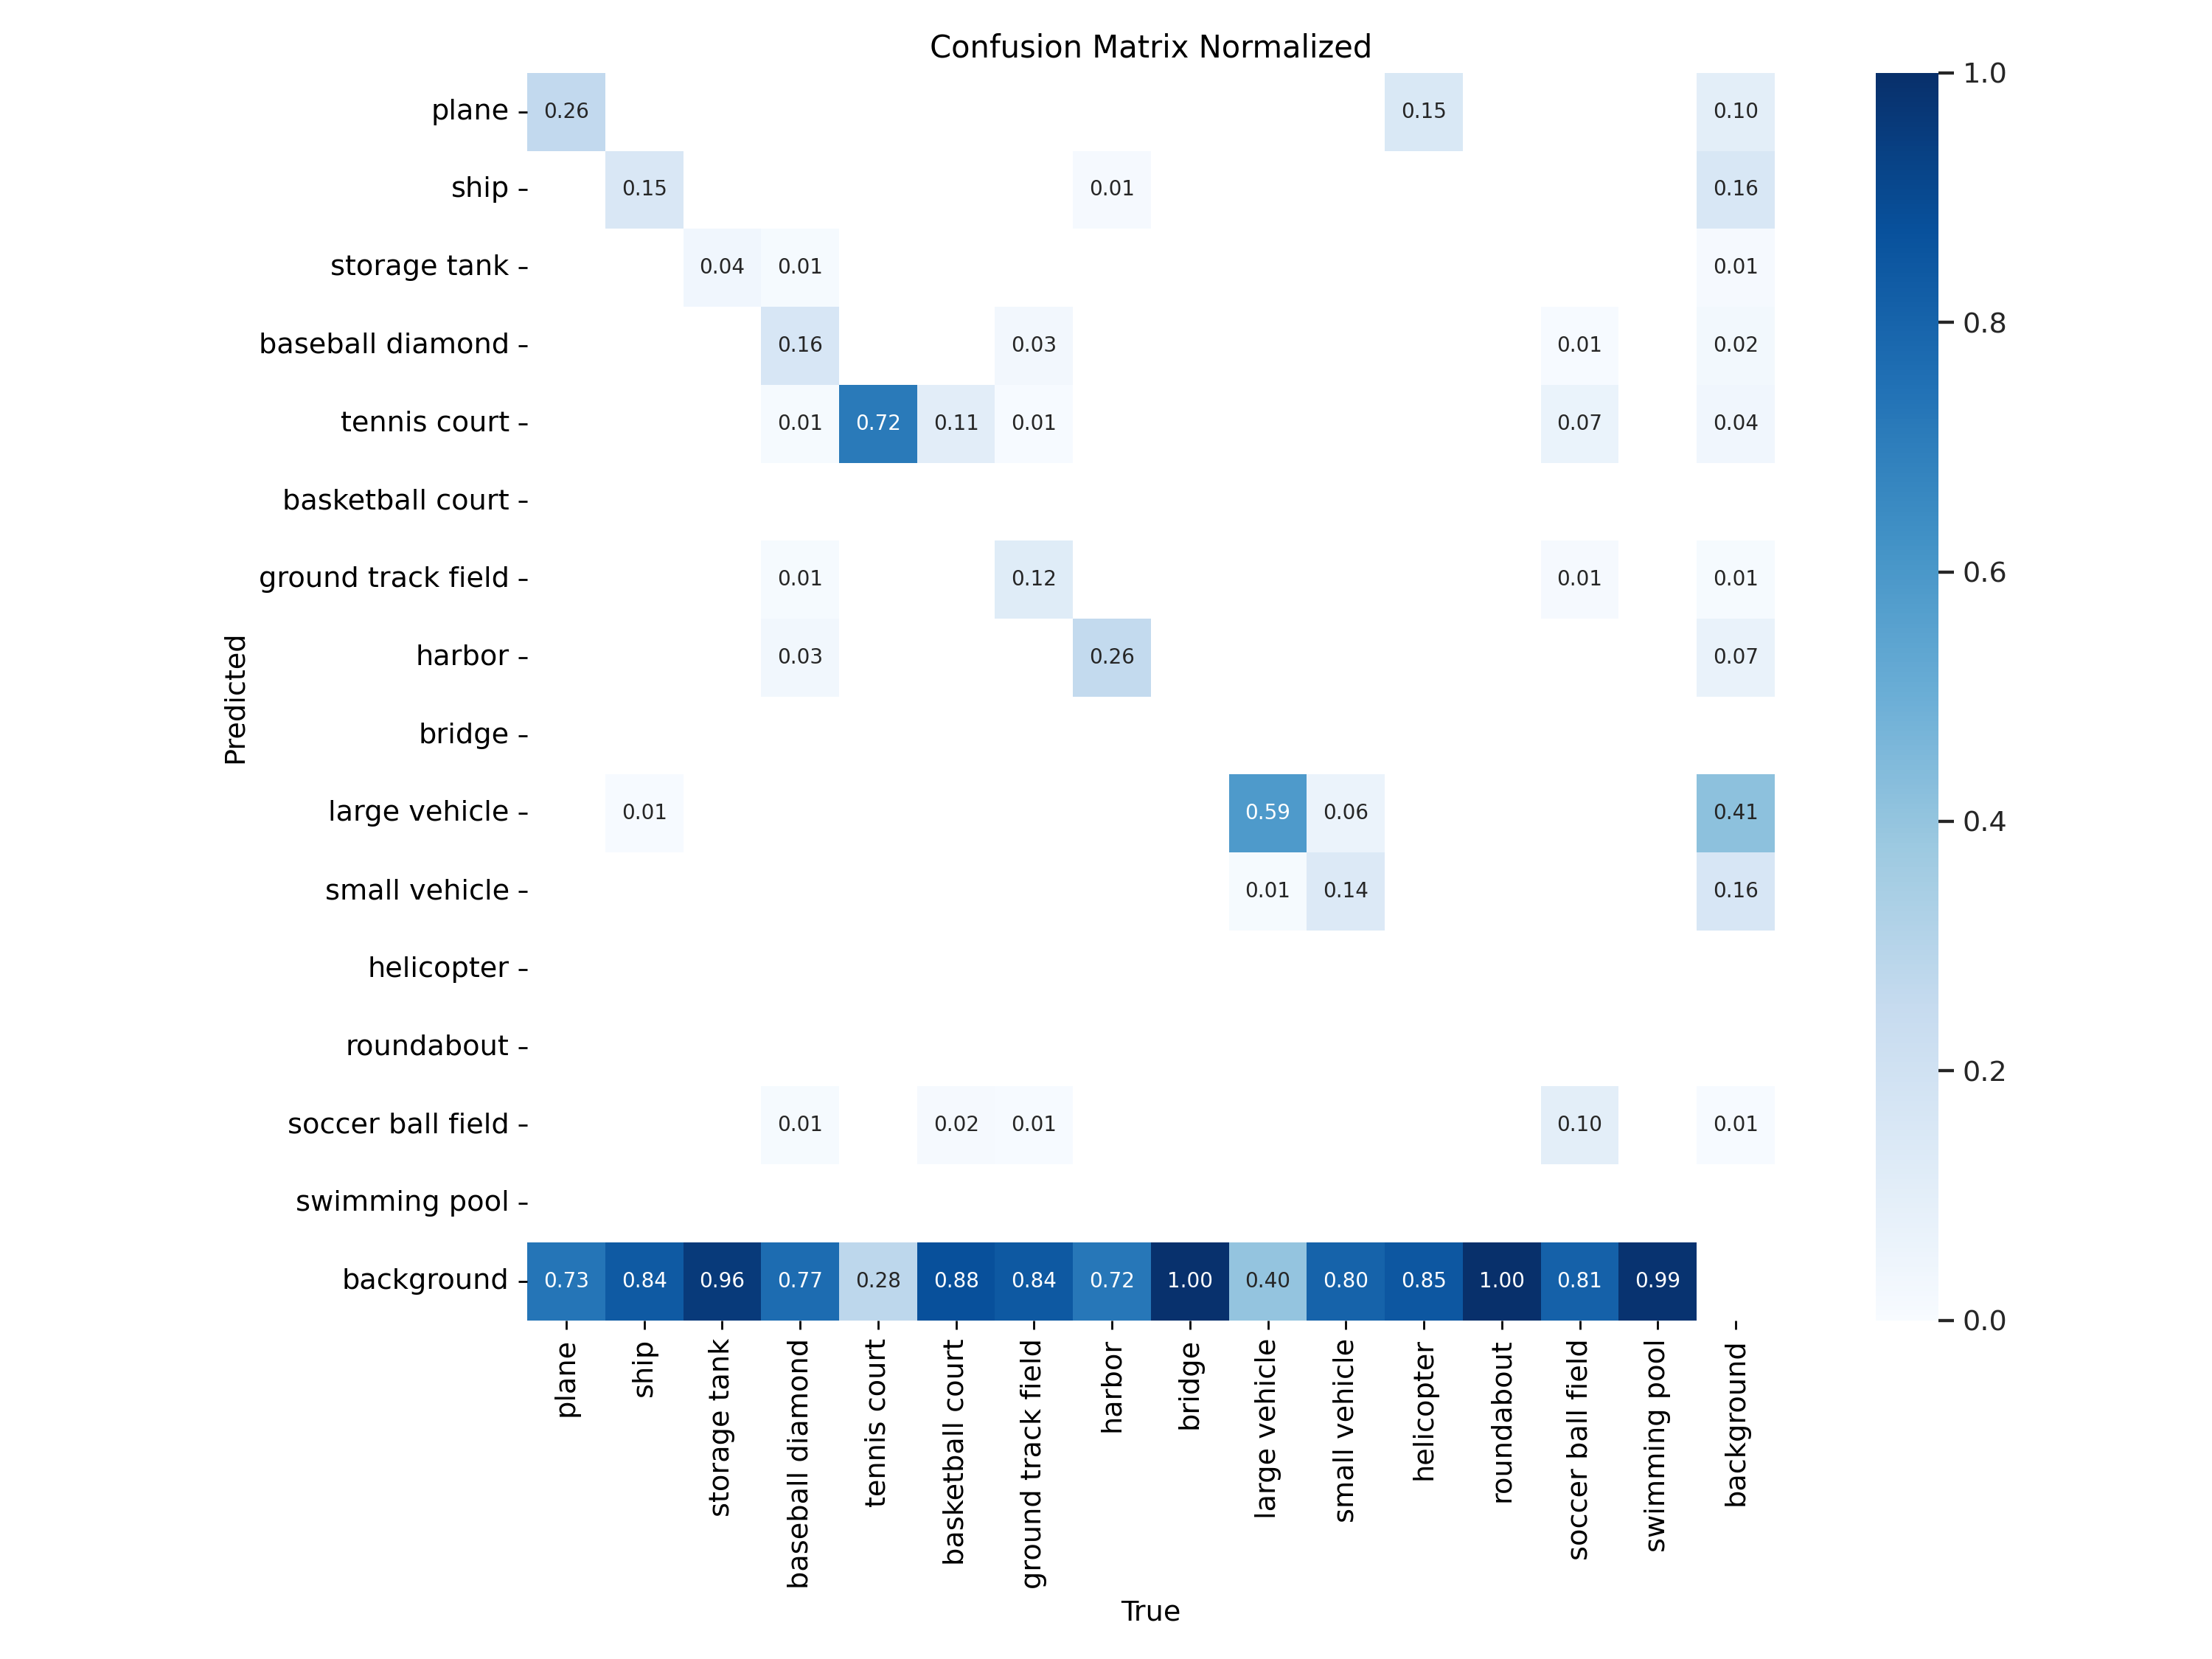 Confusion Matrix Normalized
plane 0.26 0.15 0.10
ship 0.15 0.01 0.16
storage tank 0.04 0.01 0.01
baseball diamond 0.16 0.03 0.01 0.02
tennis court 0.01 0.72 0.11 0.01 0.07 0.04
basketball court
ground track field 0.01 0.12 0.01 0.01
harbor 0.03 0.26 0.07
bridge
large vehicle 0.01 0.59 0.06 0.41
small vehicle 0.01 0.14 0.16
helicopter
roundabout
soccer ball field 0.01 0.02 0.01 0.10 0.01
swimming pool
background 0.73 0.84 0.96 0.77 0.28 0.88 0.84 0.72 1.00 0.40 0.80 0.85 1.00 0.81 0.99
Predicted
plane
ship
storage tank
baseball diamond
tennis court
basketball court
ground track field
harbor
bridge
large vehicle
small vehicle
helicopter
roundabout
soccer ball field
swimming pool
background
True
1.0
0.8
0.6
0.4
0.2
0.0